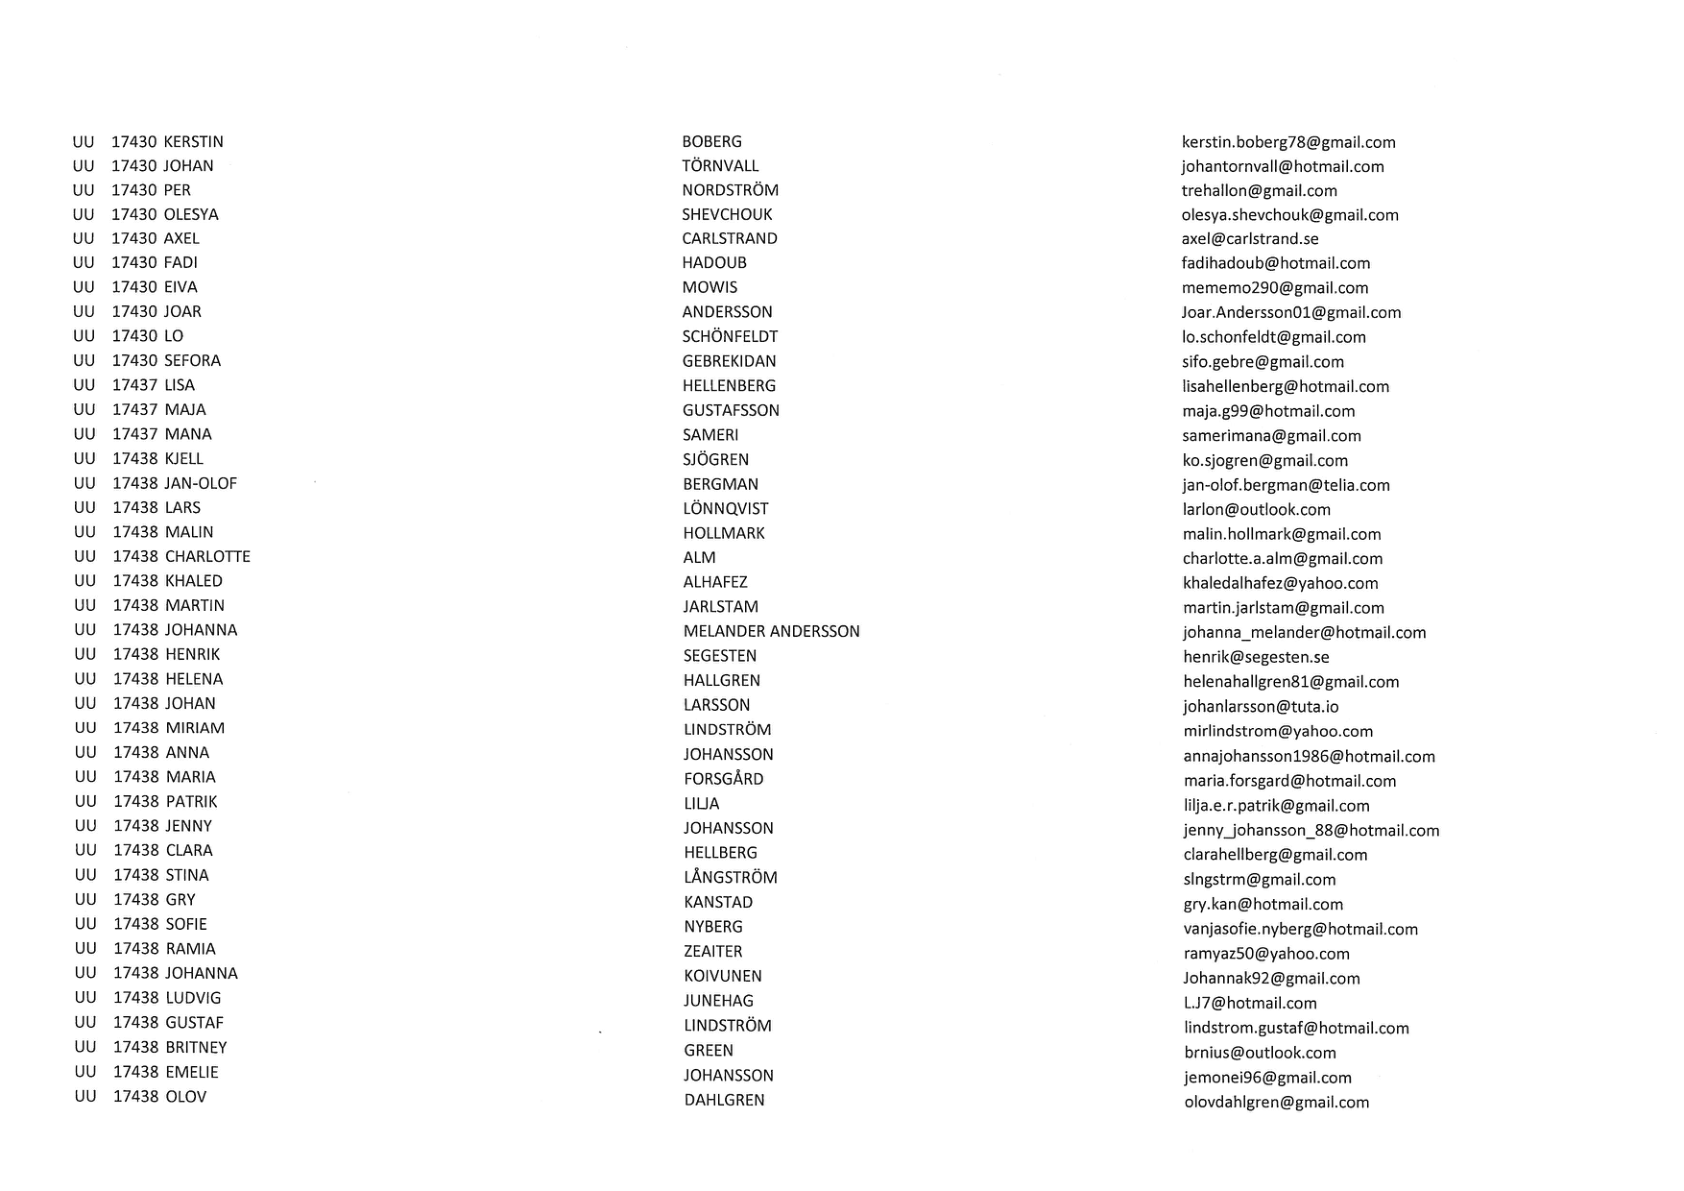 UU 17430 KERSTIN BOBERG kerstin.boberg78@gmail.com
UU 17430 JOHAN TÖRNVALL johantornvall@hotmail.com
UU 17430 PER NORDSTRÖM trehallon@gmail.com
UU 17430 OLESYA SHEVCHOUK olesya.shevchouk@gmail.com
UU 17430 AXEL CARLSTRAND axel@carlstrand.se
UU 17430 FADI HADOUB fadihadoub@hotmail.com
UU 17430 EIVA MOWIS mememo290@gmail.com
UU 17430 JOAR ANDERSSON Joar.Andersson01@gmail.com
UU 17430 LO SCHÖNFELDT lo.schonfeldt@gmail.com
UU 17430 SEFORA GEBREKIDAN sifo.gebre@gmail.com
UU 17437 LISA HELLENBERG lisahellenberg@hotmail.com
UU 17437 MAJA GUSTAFSSON maja.g99@hotmail.com
UU 17437 MANA SAMERI samerimana@gmail.com
UU 17438 KJELL SJÖGREN ko.sjogren@gmail.com
UU 17438 JAN-OLOF BERGMAN jan-olof.bergman@telia.com
UU 17438 LARS LÖNNQVIST larlon@outlook.com
UU 17438 MALIN HOLLMARK malin.hollmark@gmail.com
UU 17438 CHARLOTTE ALM charlotte.a.alm@gmail.com
UU 17438 KHALED ALHAFEZ khaledalhafez@yahoo.com
UU 17438 MARTIN JARLSTAM martin.jarlstam@gmail.com
UU 17438 JOHANNA MELANDER ANDERSSON johanna_melander@hotmail.com
UU 17438 HENRIK SEGESTEN henrik@segesten.se
UU 17438 HELENA HALLGREN helenahallgren81@gmail.com
UU 17438 JOHAN LARSSON johanlarsson@tuta.io
UU 17438 MIRIAM LINDSTRÖM mirlindstrom@yahoo.com
UU 17438 ANNA JOHANSSON annajohansson1986@hotmail.com
UU 17438 MARIA FORSGÅRD maria.forsgard@hotmail.com
UU 17438 PATRIK LILJA lilja.e.r.patrik@gmail.com
UU 17438 JENNY JOHANSSON jenny_johansson_88@hotmail.com
UU 17438 CLARA HELLBERG clarahellberg@gmail.com
UU 17438 STINA LÅNGSTRÖM slngstrm@gmail.com
UU 17438 GRY KANSTAD gry.kan@hotmail.com
UU 17438 SOFIE NYBERG vanjasofie.nyberg@hotmail.com
UU 17438 RAMIA ZEAITER ramyaz50@yahoo.com
UU 17438 JOHANNA KOIVUNEN Johannak92@gmail.com
UU 17438 LUDVIG JUNEHAG L.J7@hotmail.com
UU 17438 GUSTAF LINDSTRÖM lindstrom.gustaf@hotmail.com
UU 17438 BRITNEY GREEN brnius@outlook.com
UU 17438 EMELIE JOHANSSON jemonei96@gmail.com
UU 17438 OLOV DAHLGREN olovdahlgren@gmail.com